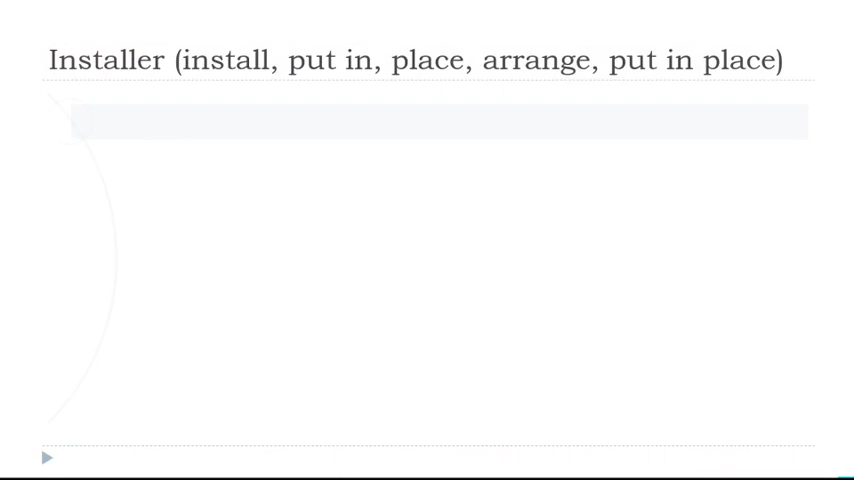 Installer (install, put in, place, arrange, put in place)